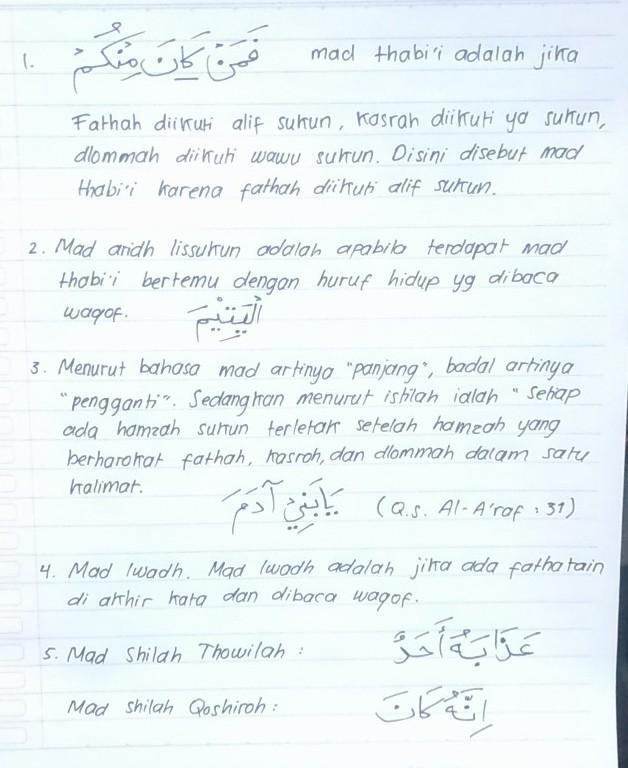 1. فَمَنْ كَانَ مِنْكُمْ mad thabi'i adalah jika
Fathah diikuti alif sukun, kasrah diikuti ya sukun,
dlommah diikuti wawu sukun. Disini disebut mad
thabi'i karena fathah diikuti alif sukun.
2. Mad aridh lissukun adalah apabila terdapat mad
thabi'i bertemu dengan huruf hidup yg dibaca
waqof. الْيَتِيْمَ
3. Menurut bahasa mad artinya "panjang", badal artinya
"pengganti". Sedangkan menurut istilah ialah "Setiap
ada hamzah sukun terletak setelah hamzah yang
berharokat fathah, kasroh, dan dlommah dalam satu
kalimat.
يَابَنِيْ آدَمَ (Q.s. Al-A'raf : 31)
4. Mad Iwadh. Mad Iwadh adalah jika ada fathatain
di akhir kata dan dibaca waqof.
5. Mad Shilah Thowilah : عَذَابَهُ أَحَدٌ
Mad shilah Qoshiroh : اِنَّهُ كَانَ